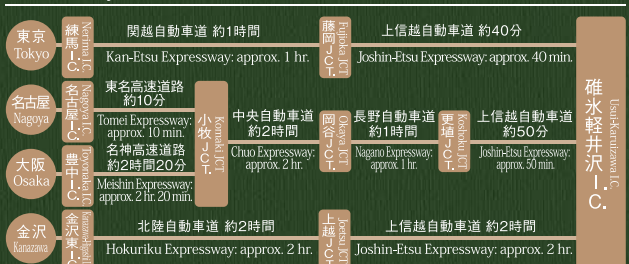 東京
Tokyo
練馬I.C.
Nerima I.C.
関越自動車道 約1時間
Kan-Etsu Expressway: approx. 1 hr.
藤岡JCT.
Fujioka JCT
上信越自動車道 約40分
Joshin-Etsu Expressway: approx. 40 min.
名古屋
Nagoya
名古屋I.C.
Nagoya I.C.
東名高速道路
約10分
Tomei Expressway:
approx. 10 min.
大阪
Osaka
豊中I.C.
Toyonaka I.C.
名神高速道路
約2時間20分
Meishin Expressway:
approx. 2 hr. 20 min.
小牧JCT.
Komaki JCT
中央自動車道
約2時間
Chuo Expressway:
approx. 2 hr.
岡谷JCT.
Okaya JCT
長野自動車道
約1時間
Nagano Expressway:
approx. 1 hr.
更埴JCT.
Koshoku JCT
上信越自動車道
約50分
Joshin-Etsu Expressway:
approx. 50 min.
金沢
Kanazawa
金沢東I.C.
北陸自動車道 約2時間
Hokuriku Expressway: approx. 2 hr.
上越JCT.
Joetsu JCT
上信越自動車道 約2時間
Joshin-Etsu Expressway: approx. 2 hr.
碓氷軽井沢I.C.
Usui-Karuizawa I.C.